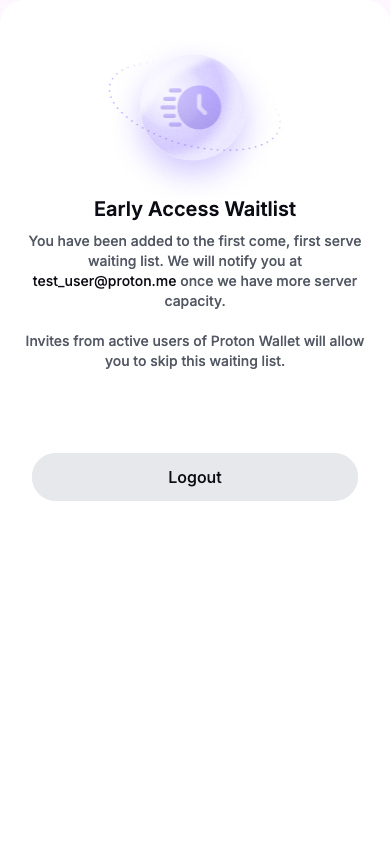 Early Access Waitlist
You have been added to the first come, first serve
waiting list. We will notify you at
test_user@proton.me once we have more server
capacity.
Invites from active users of Proton Wallet will allow
you to skip this waiting list.
Logout